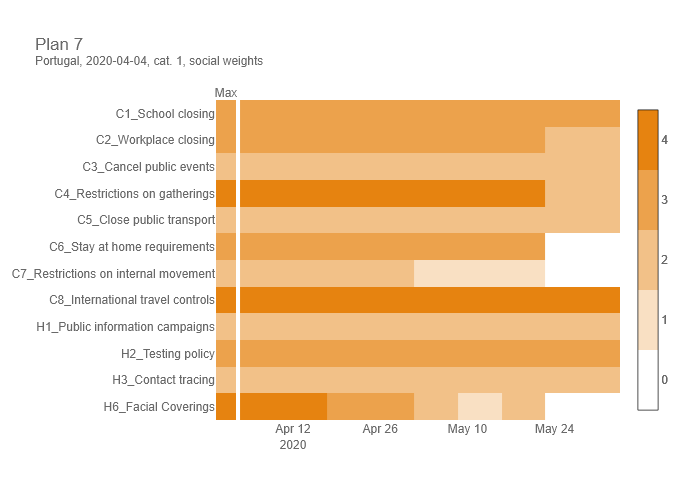 Plan 7
Portugal, 2020-04-04, cat. 1, social weights
Max
C1_School closing
C2_Workplace closing
C3_Cancel public events
C4_Restrictions on gatherings
C5_Close public transport
C6_Stay at home requirements
C7_Restrictions on internal movement
C8_International travel controls
H1_Public information campaigns
H2_Testing policy
H3_Contact tracing
H6_Facial Coverings
Apr 12 Apr 26 May 10 May 24
2020
4
3
2
1
0